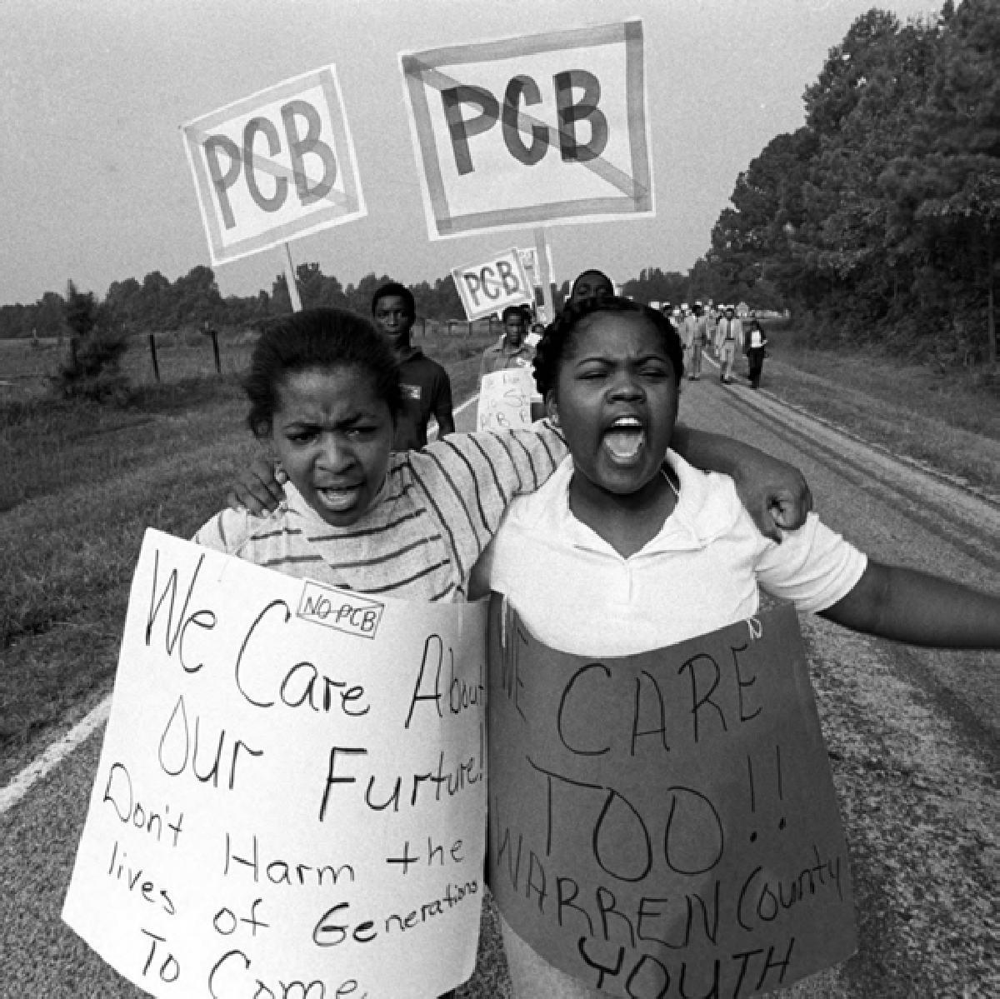 PCB
PCB
PCB
PCB
NO PCB
We Care About
Our Furture!
Don't Harm the
lives of Generations
To Come
WE CARE
TOO!!
WARREN County
YOUTH